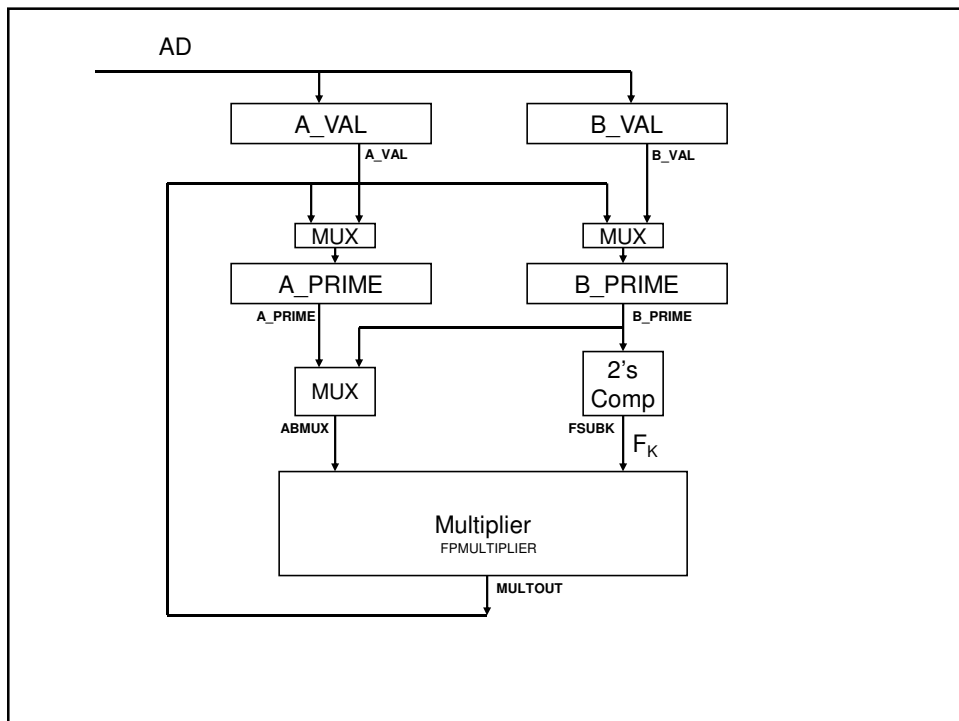 AD
A_VAL
B_VAL
A_VAL
B_VAL
MUX
MUX
A_PRIME
B_PRIME
A_PRIME
B_PRIME
MUX
2's
Comp
ABMUX
FSUBK
FK
Multiplier
FPMULTIPLIER
MULTOUT